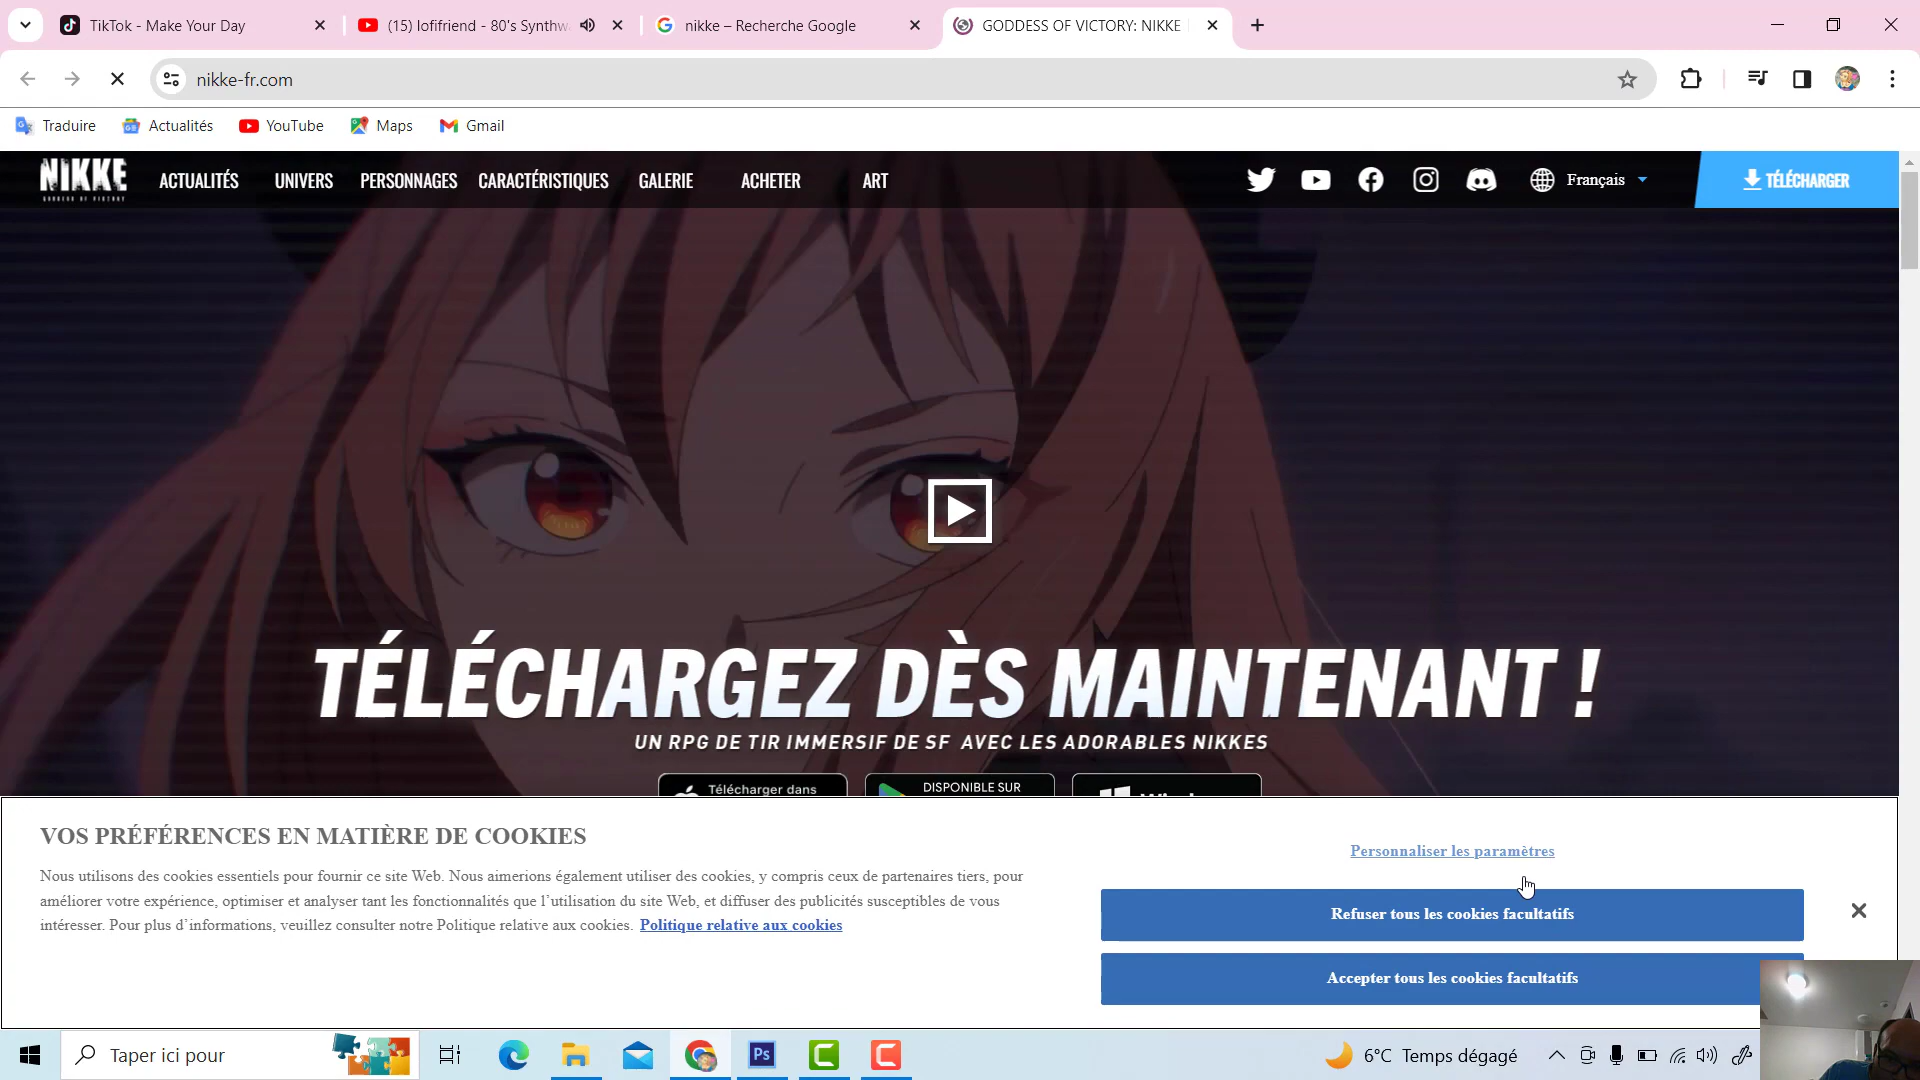 TikTok - Make Your Day
(15) lofifriend - 80's Synthw
nikke – Recherche Google
GODDESS OF VICTORY: NIKKE
nikke-fr.com
Traduire
Actualités
YouTube
Maps
Gmail
NIKKE
GODDESS OF VICTORY
ACTUALITÉS
UNIVERS
PERSONNAGES
CARACTÉRISTIQUES
GALERIE
ACHETER
ART
Français
TÉLÉCHARGER
TÉLÉCHARGEZ DÈS MAINTENANT !
UN RPG DE TIR IMMERSIF DE SF AVEC LES ADORABLES NIKKES
Télécharger dans
DISPONIBLE SUR
VOS PRÉFÉRENCES EN MATIÈRE DE COOKIES
Nous utilisons des cookies essentiels pour fournir ce site Web. Nous aimerions également utiliser des cookies, y compris ceux de partenaires tiers, pour
améliorer votre expérience, optimiser et analyser tant les fonctionnalités que l’utilisation du site Web, et diffuser des publicités susceptibles de vous
intéresser. Pour plus d’informations, veuillez consulter notre Politique relative aux cookies. Politique relative aux cookies
Personnaliser les paramètres
Refuser tous les cookies facultatifs
Accepter tous les cookies facultatifs
Taper ici pour
Ps
6°C Temps dégagé